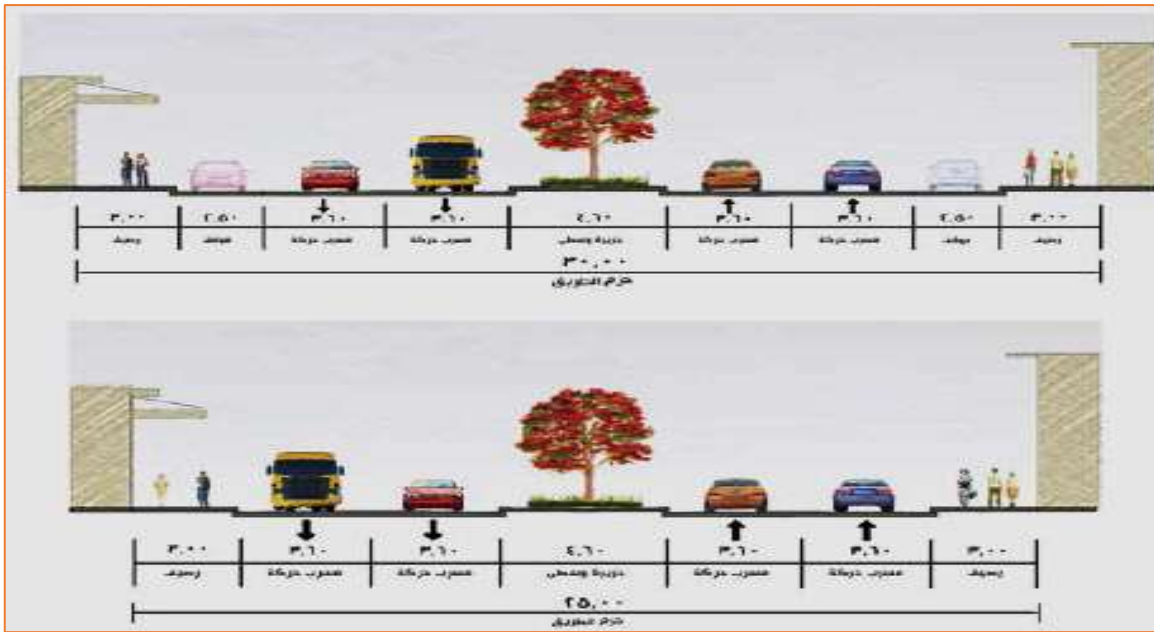 ٣,٠٠ ٢,٥٠ ٣,٦٠ ٣,٦٠ ٤,٦٠ ٣,٦٠ ٣,٦٠ ٢,٥٠ ٣,٠٠
رصيف موقف مسرب حركة مسرب حركة جزيرة وسطى مسرب حركة مسرب حركة موقف رصيف
٣٠,٠٠
حرم الطريق
٣,٠٠ ٣,٦٠ ٣,٦٠ ٤,٦٠ ٣,٦٠ ٣,٦٠ ٣,٠٠
رصيف مسرب حركة مسرب حركة جزيرة وسطى مسرب حركة مسرب حركة رصيف
٢٥,٠٠
حرم الطريق